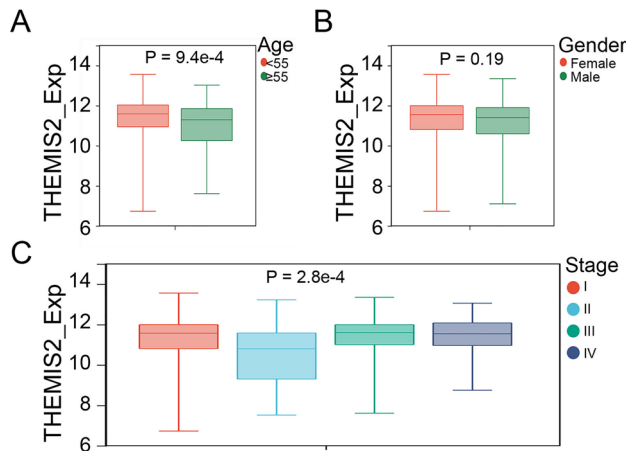 A
P = 9.4e-4
Age
<55
≥55
THEMIS2_Exp
14
12
10
8
6
B
P = 0.19
Gender
Female
Male
THEMIS2_Exp
14
12
10
8
6
C
P = 2.8e-4
Stage
I
II
III
IV
THEMIS2_Exp
14
12
10
8
6